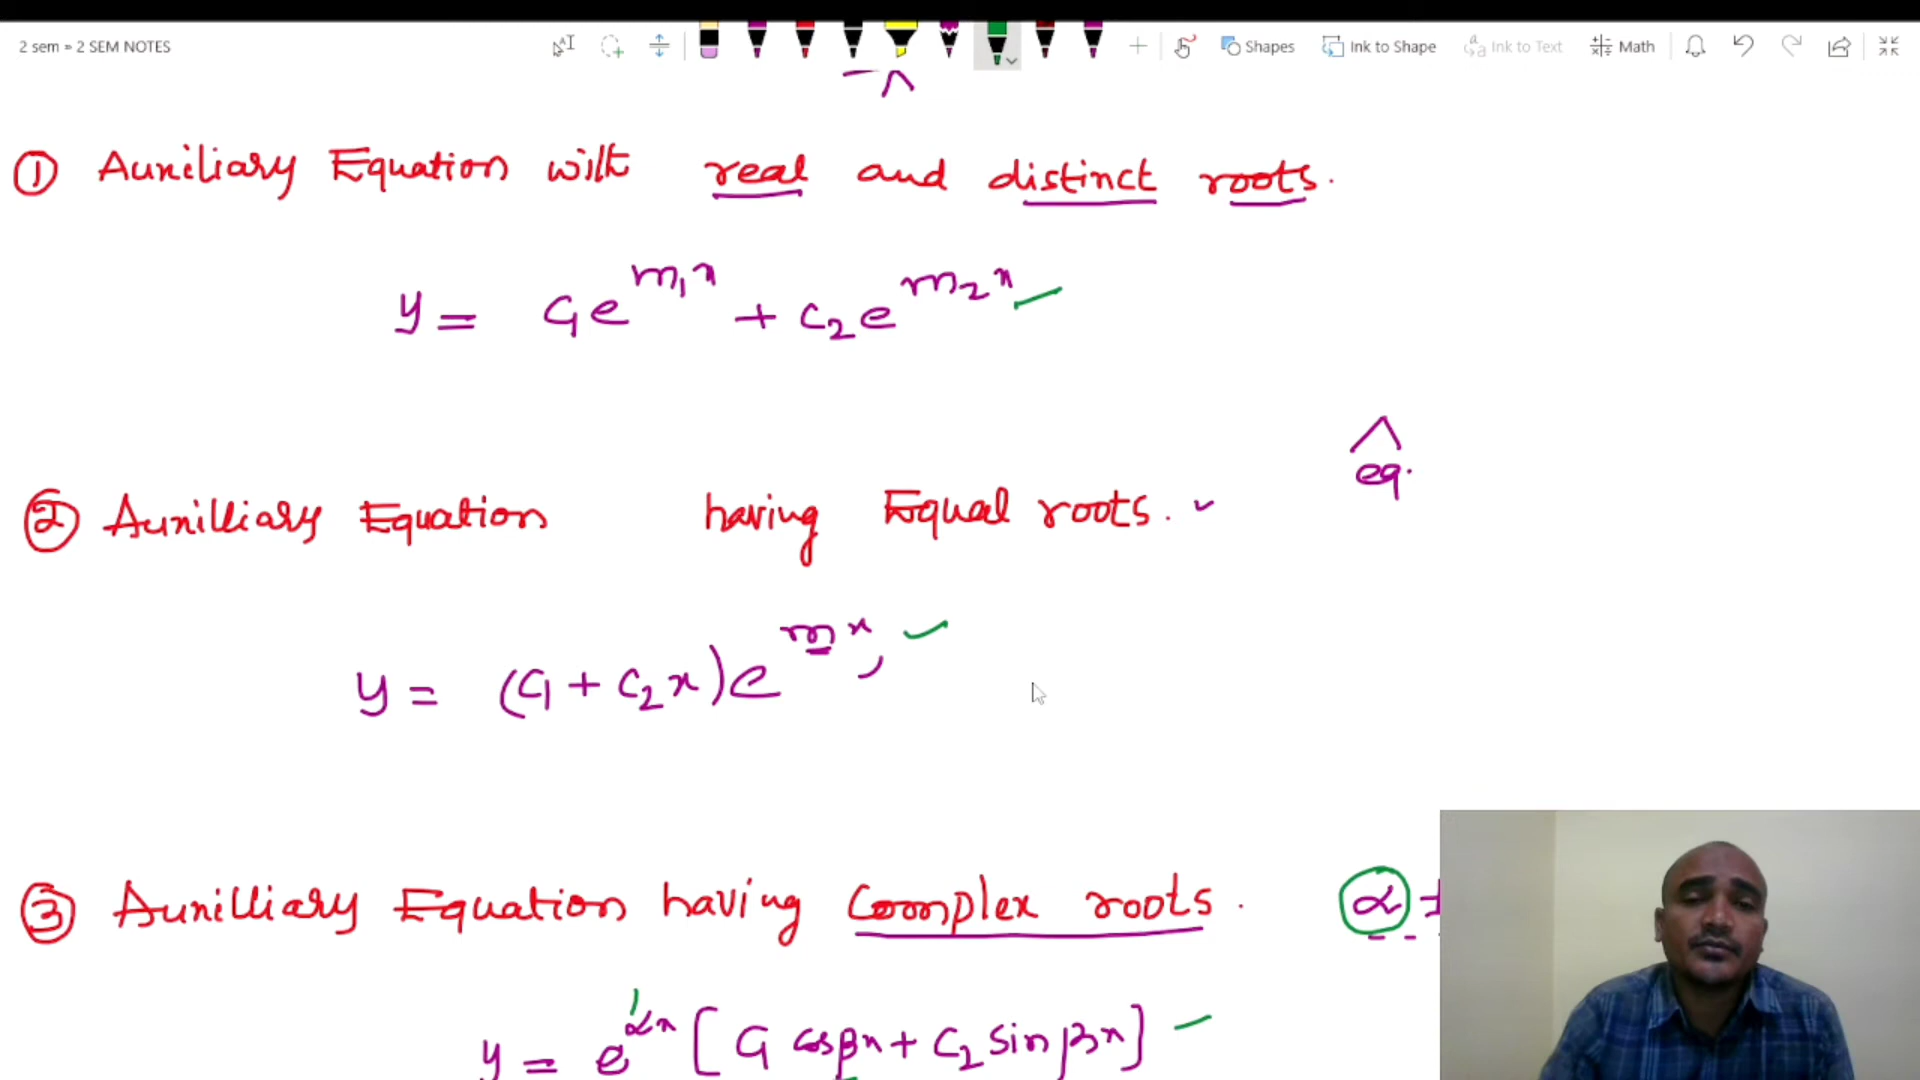 2 sem » 2 SEM NOTES
Shapes Ink to Shape Ink to Text Math
① Auxiliary Equation with real and distinct roots.
y = C₁e^{m₁x} + C₂e^{m₂x}
eq.
② Auxilliary Equation having Equal roots.
y = (C₁ + C₂x)e^{mx},
③ Auxilliary Equation having Complex roots. α ±
y = e^{αx} [C₁ cosβx + C₂ sinβx]